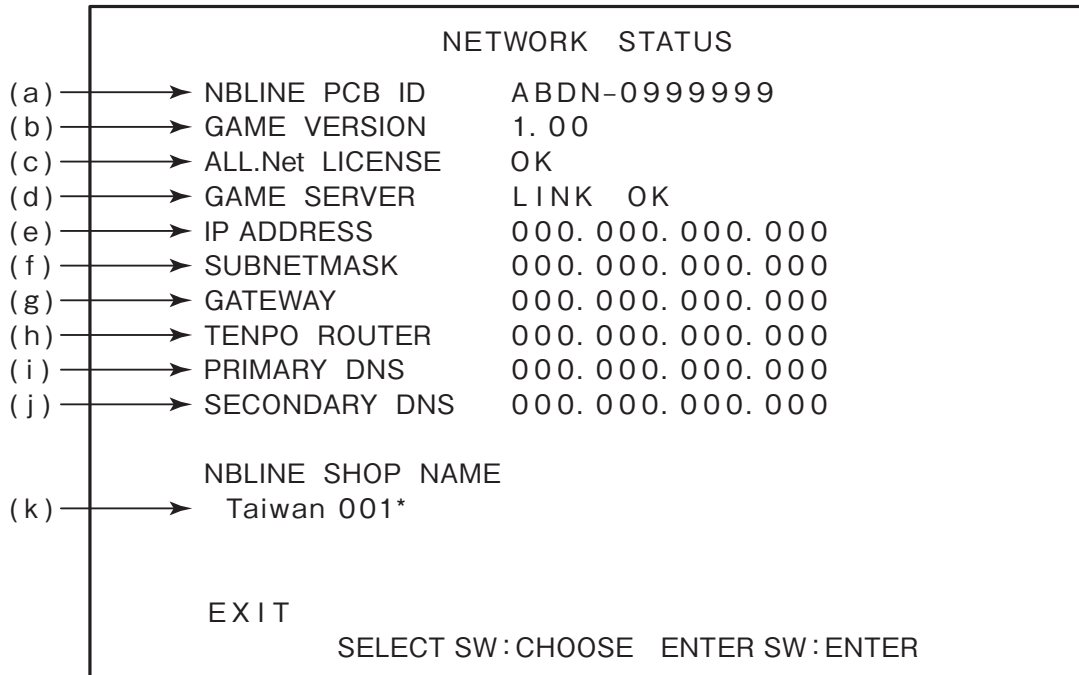 NETWORK STATUS
(a) NBLINE PCB ID ABDN-0999999
(b) GAME VERSION 1.00
(c) ALL.Net LICENSE OK
(d) GAME SERVER LINK OK
(e) IP ADDRESS 000.000.000.000
(f) SUBNETMASK 000.000.000.000
(g) GATEWAY 000.000.000.000
(h) TENPO ROUTER 000.000.000.000
(i) PRIMARY DNS 000.000.000.000
(j) SECONDARY DNS 000.000.000.000
NBLINE SHOP NAME
(k) Taiwan 001*
EXIT
SELECT SW:CHOOSE ENTER SW:ENTER